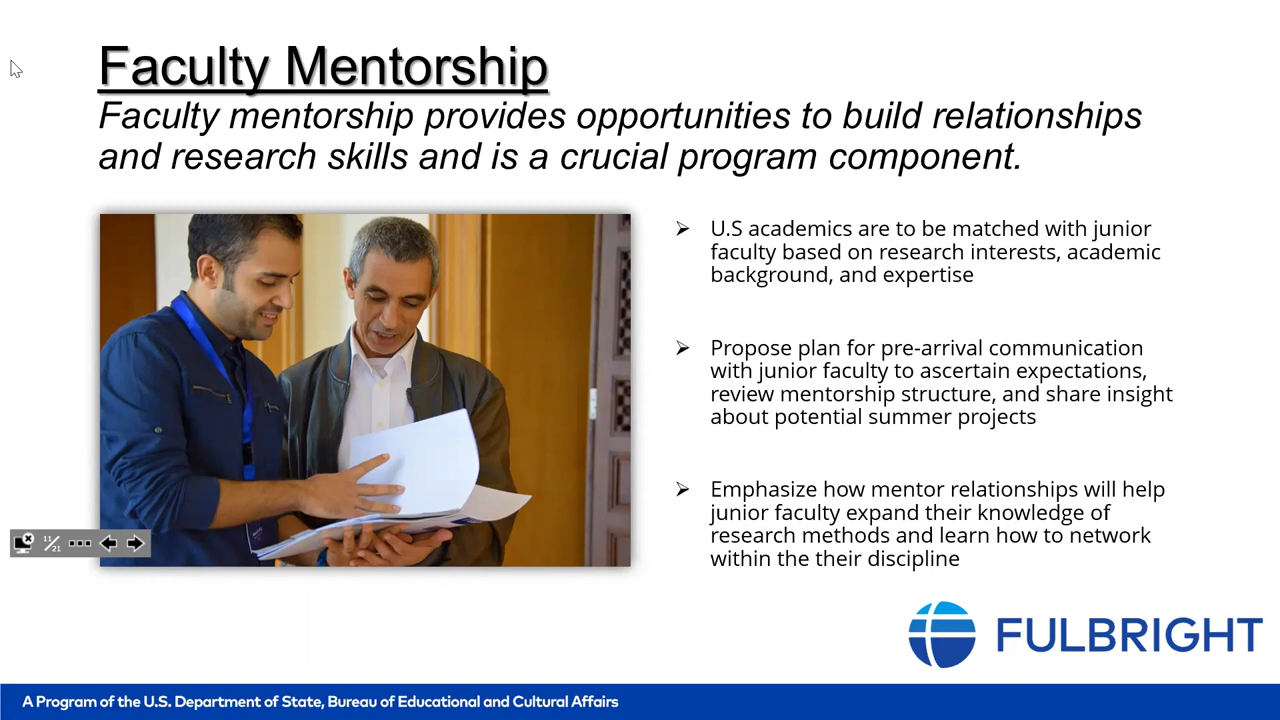 Faculty Mentorship
Faculty mentorship provides opportunities to build relationships
and research skills and is a crucial program component.
➢ U.S academics are to be matched with junior
faculty based on research interests, academic
background, and expertise
➢ Propose plan for pre-arrival communication
with junior faculty to ascertain expectations,
review mentorship structure, and share insight
about potential summer projects
➢ Emphasize how mentor relationships will help
junior faculty expand their knowledge of
research methods and learn how to network
within the their discipline
11/21
FULBRIGHT
A Program of the U.S. Department of State, Bureau of Educational and Cultural Affairs